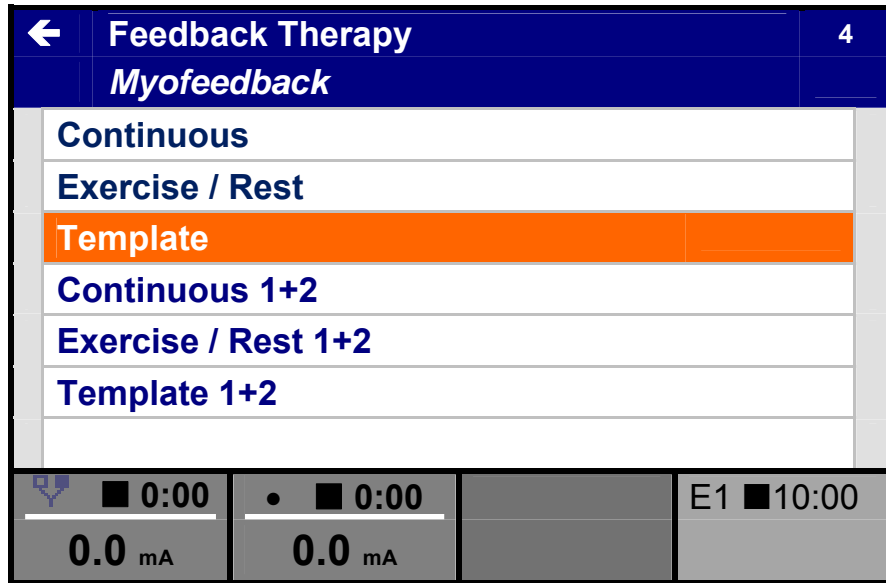 Feedback Therapy 4
Myofeedback
Continuous
Exercise / Rest
Template
Continuous 1+2
Exercise / Rest 1+2
Template 1+2
0:00 0:00 E1 10:00
0.0 mA 0.0 mA